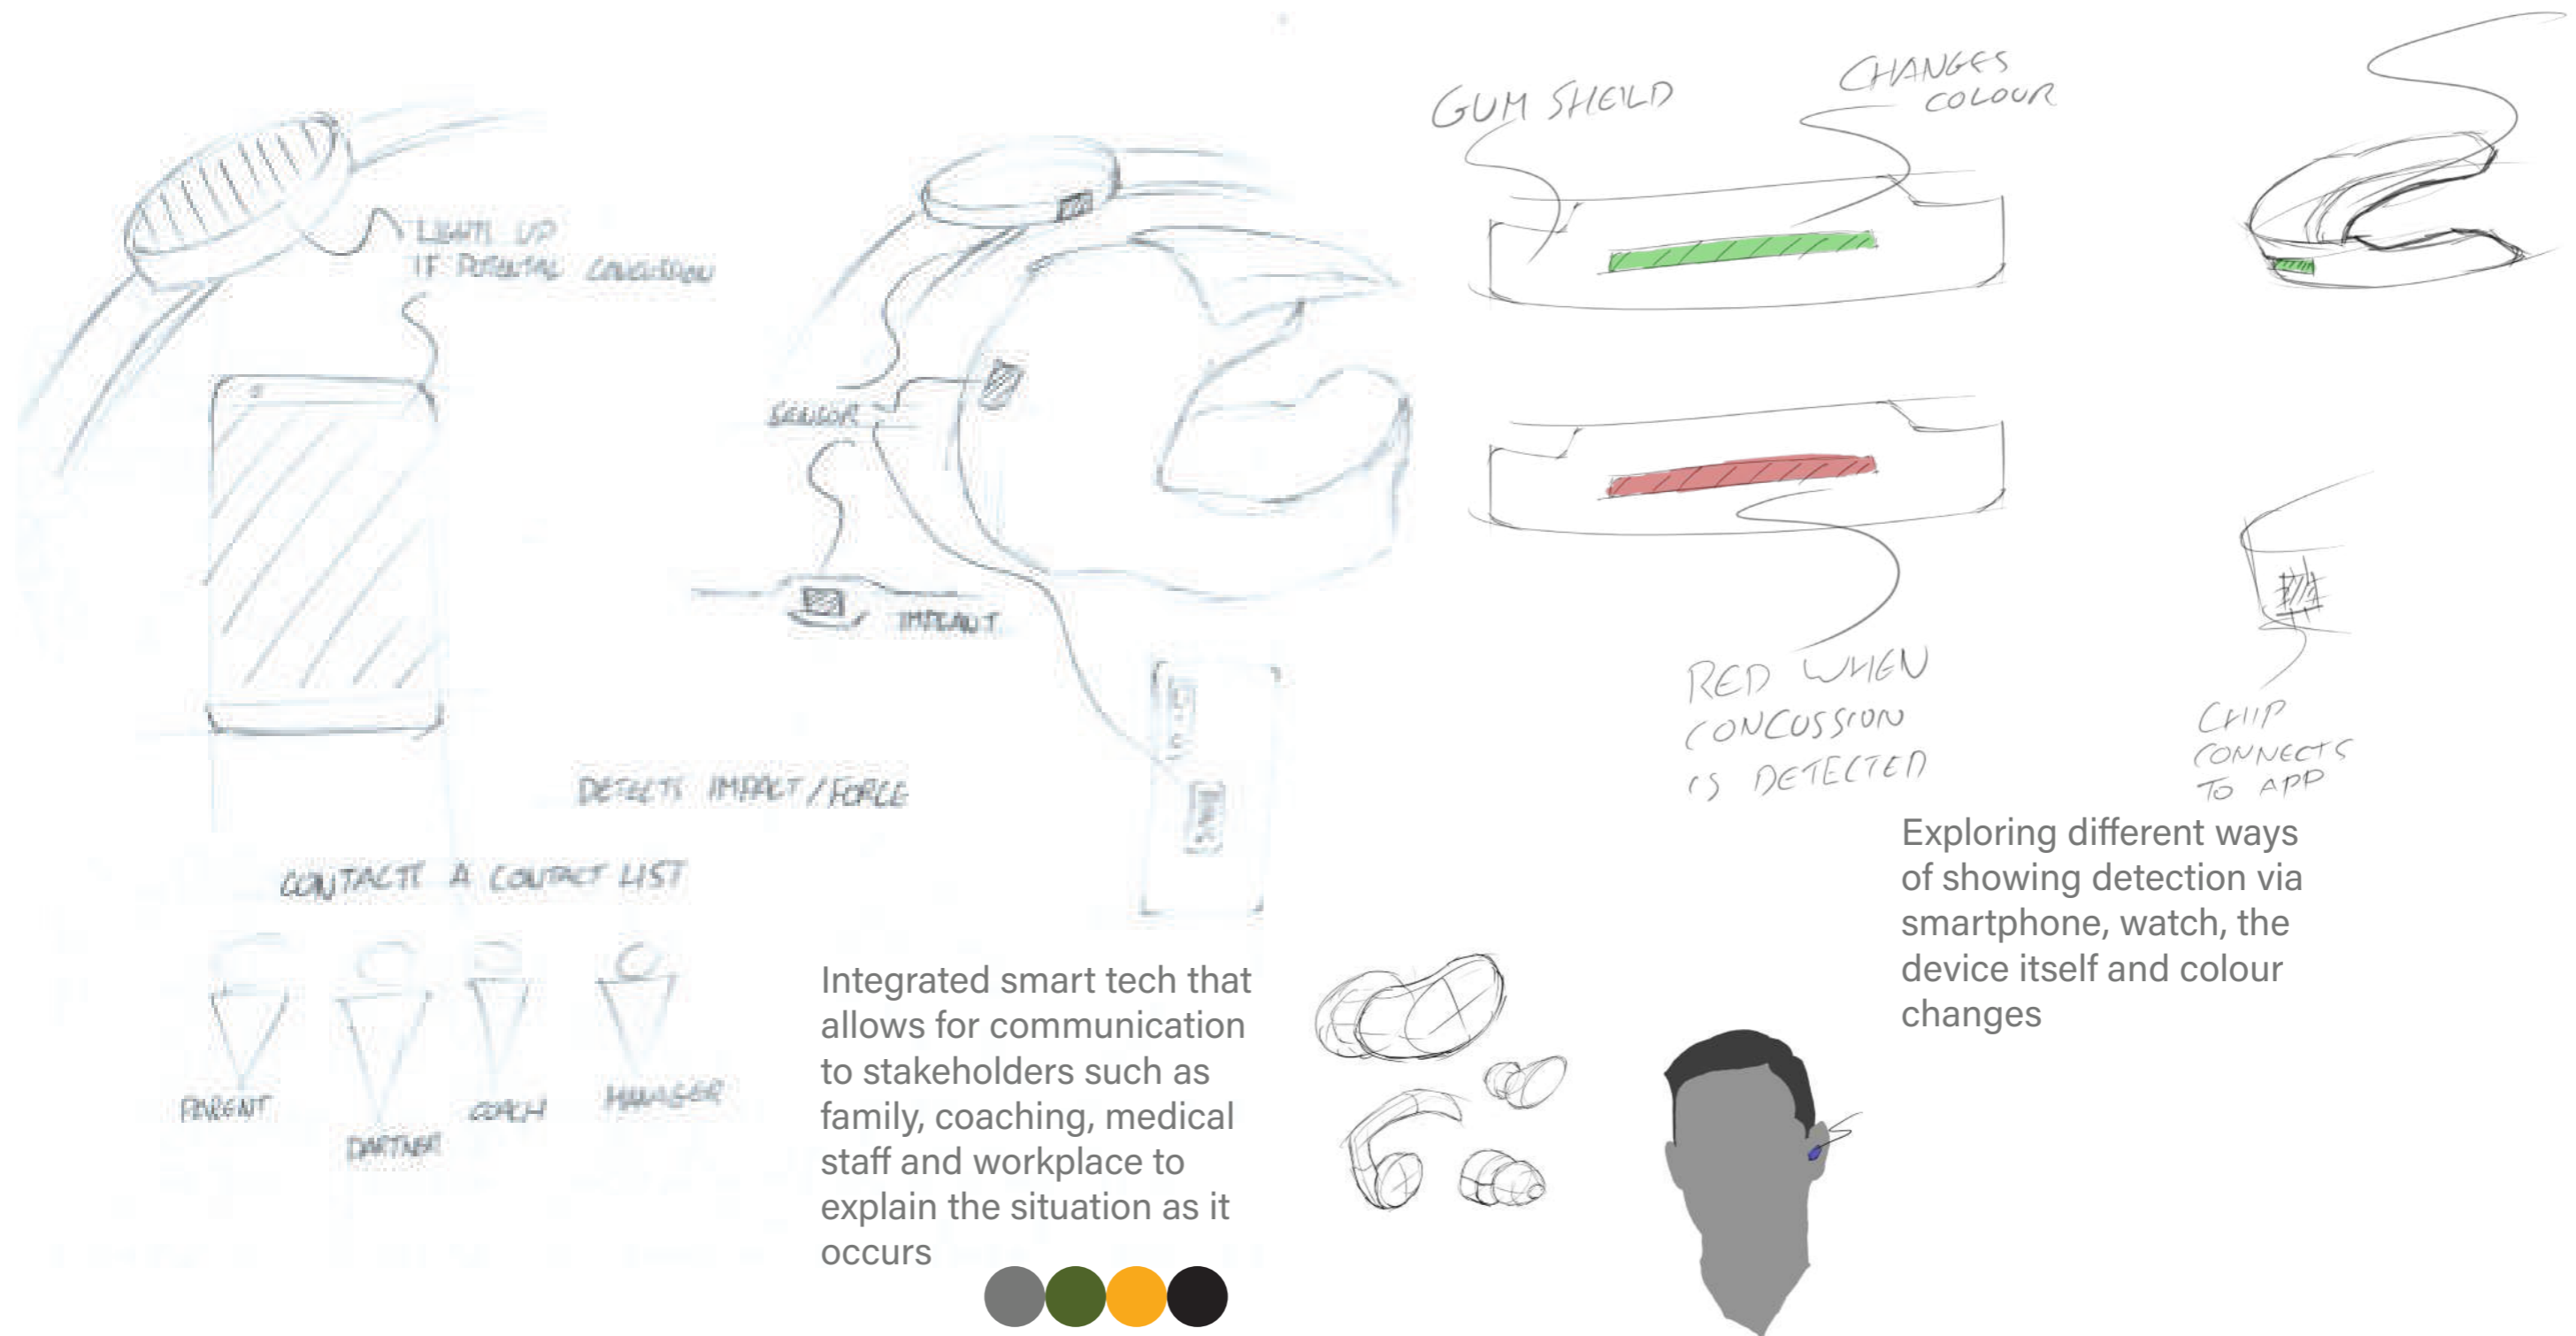 LIGHTS UP
IF POTENTIAL CONCUSSION
SENSOR
IMPLANT
DETECTS IMPACT/FORCE
CONTACTS A CONTACT LIST
PARENT
PARTNER
COACH
MANAGER
Integrated smart tech that
allows for communication
to stakeholders such as
family, coaching, medical
staff and workplace to
explain the situation as it
occurs
GUM SHEILD
CHANGES
COLOUR
RED WHEN
CONCUSSION
IS DETECTED
CHIP
CONNECTS
TO APP
Exploring different ways
of showing detection via
smartphone, watch, the
device itself and colour
changes